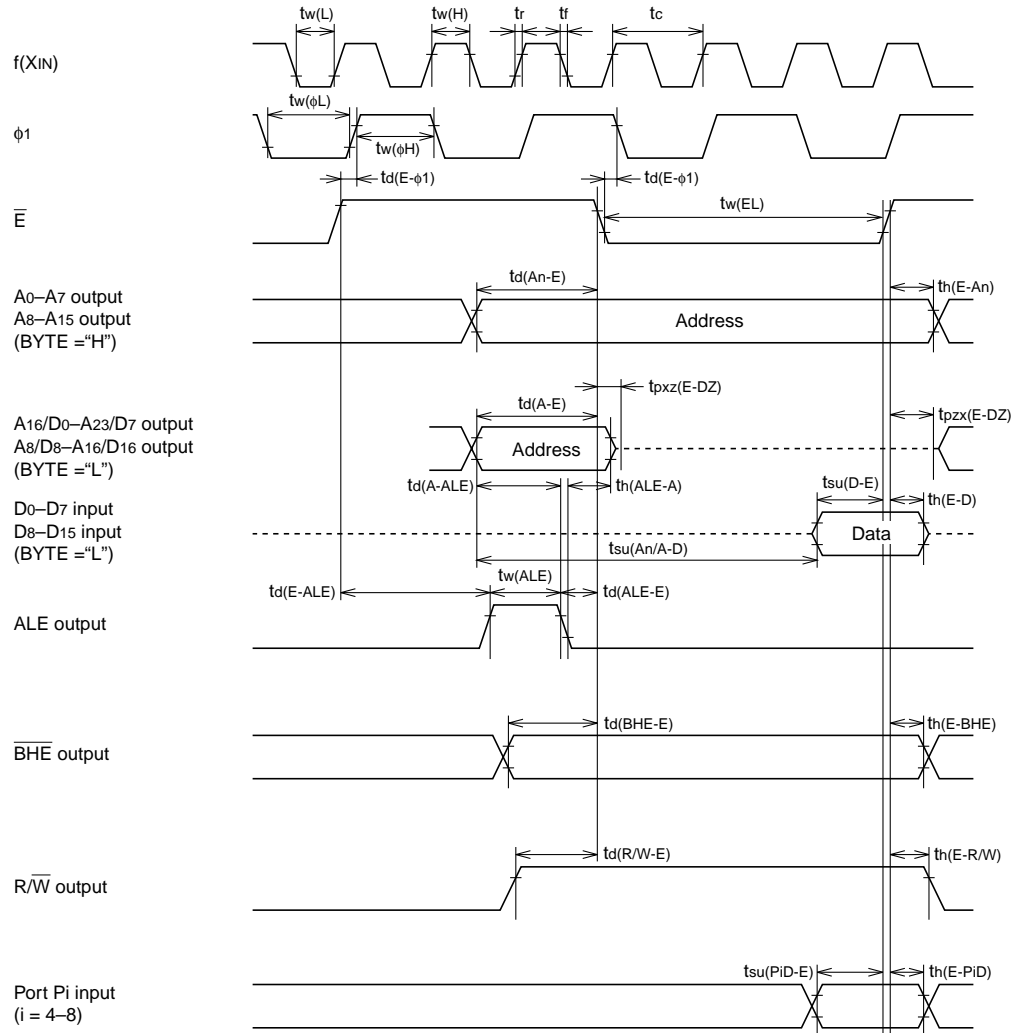 tw(L) tw(H) tr tf tc
f(XIN)
tw(ϕL)
ϕ1
tw(ϕH)
td(E-ϕ1) td(E-ϕ1)
tw(EL)
E
td(An-E) th(E-An)
A0–A7 output
A8–A15 output
(BYTE ="H")
Address
tpxz(E-DZ)
td(A-E) tpzx(E-DZ)
A16/D0–A23/D7 output
A8/D8–A16/D16 output
(BYTE ="L")
Address
td(A-ALE) th(ALE-A) tsu(D-E) th(E-D)
D0–D7 input
D8–D15 input
(BYTE ="L")
Data
tsu(An/A-D)
tw(ALE)
td(E-ALE) td(ALE-E)
ALE output
td(BHE-E) th(E-BHE)
BHE output
td(R/W-E) th(E-R/W)
R/W output
tsu(PiD-E) th(E-PiD)
Port Pi input
(i = 4–8)